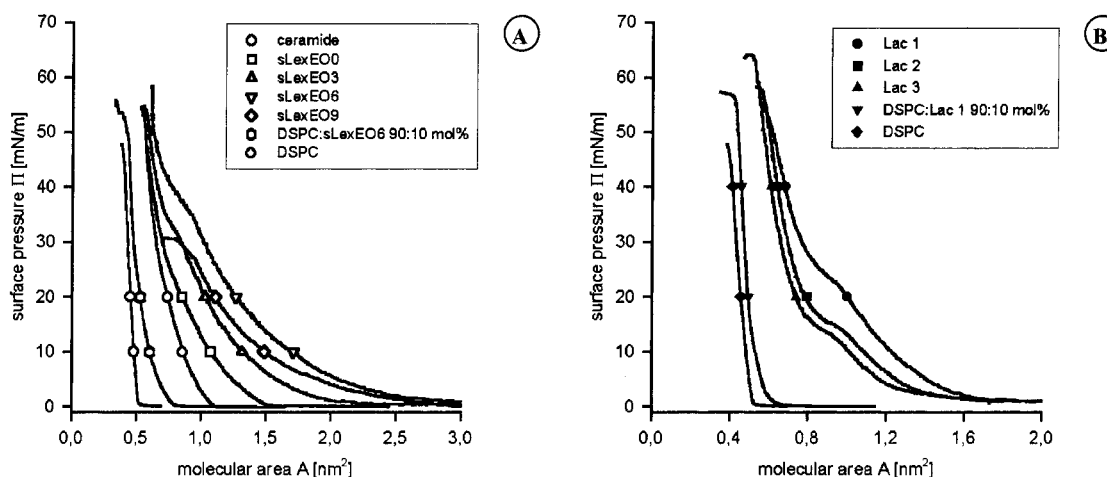 A
70
60
50
40
30
20
10
0
surface pressure Π [mN/m]
ceramide
sLexEO0
sLexEO3
sLexEO6
sLexEO9
DSPC:sLexEO6 90:10 mol%
DSPC
0,0 0,5 1,0 1,5 2,0 2,5 3,0
molecular area A [nm²]
B
70
60
50
40
30
20
10
0
surface pressure Π [mN/m]
Lac 1
Lac 2
Lac 3
DSPC:Lac 1 90:10 mol%
DSPC
0,0 0,4 0,8 1,2 1,6 2,0
molecular area A [nm²]